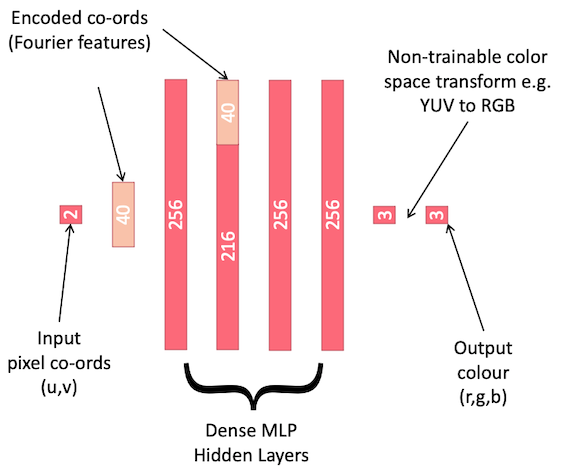 Encoded co-ords
(Fourier features)
Non-trainable color
space transform e.g.
YUV to RGB
2
40
256
40
216
256
256
3
3
Input
pixel co-ords
(u,v)
Output
colour
(r,g,b)
Dense MLP
Hidden Layers